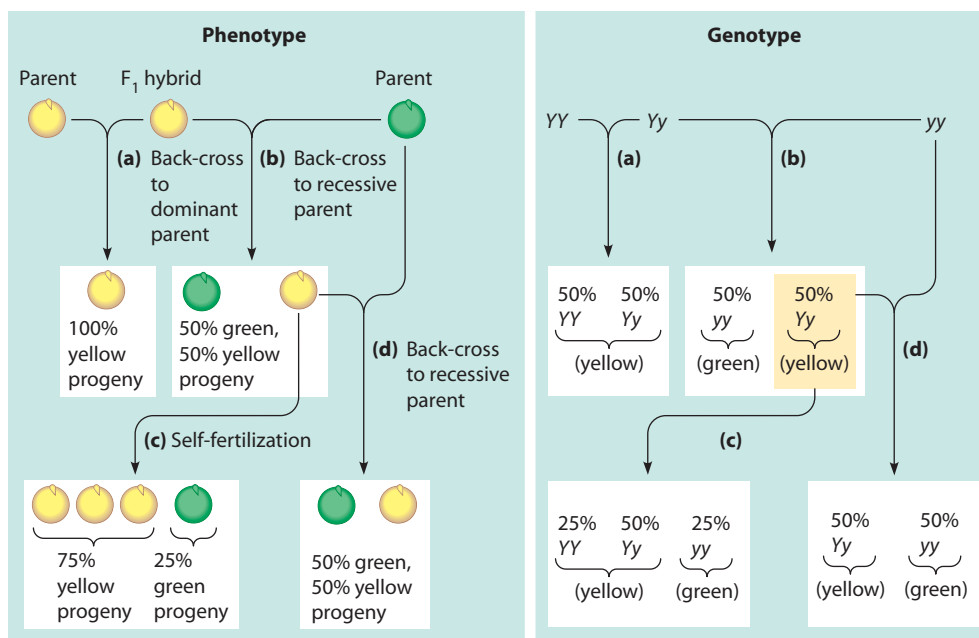 Phenotype
Parent
F1 hybrid
Parent
(a) Back-cross
to
dominant
parent
(b) Back-cross
to recessive
parent
100%
yellow
progeny
50% green,
50% yellow
progeny
(d) Back-cross
to recessive
parent
(c) Self-fertilization
75%
yellow
progeny
25%
green
progeny
50% green,
50% yellow
progeny
Genotype
YY
Yy
yy
(a)
(b)
50%
YY
50%
Yy
(yellow)
50%
yy
(green)
50%
Yy
(yellow)
(d)
(c)
25%
YY
50%
Yy
(yellow)
25%
yy
(green)
50%
Yy
(yellow)
50%
yy
(green)